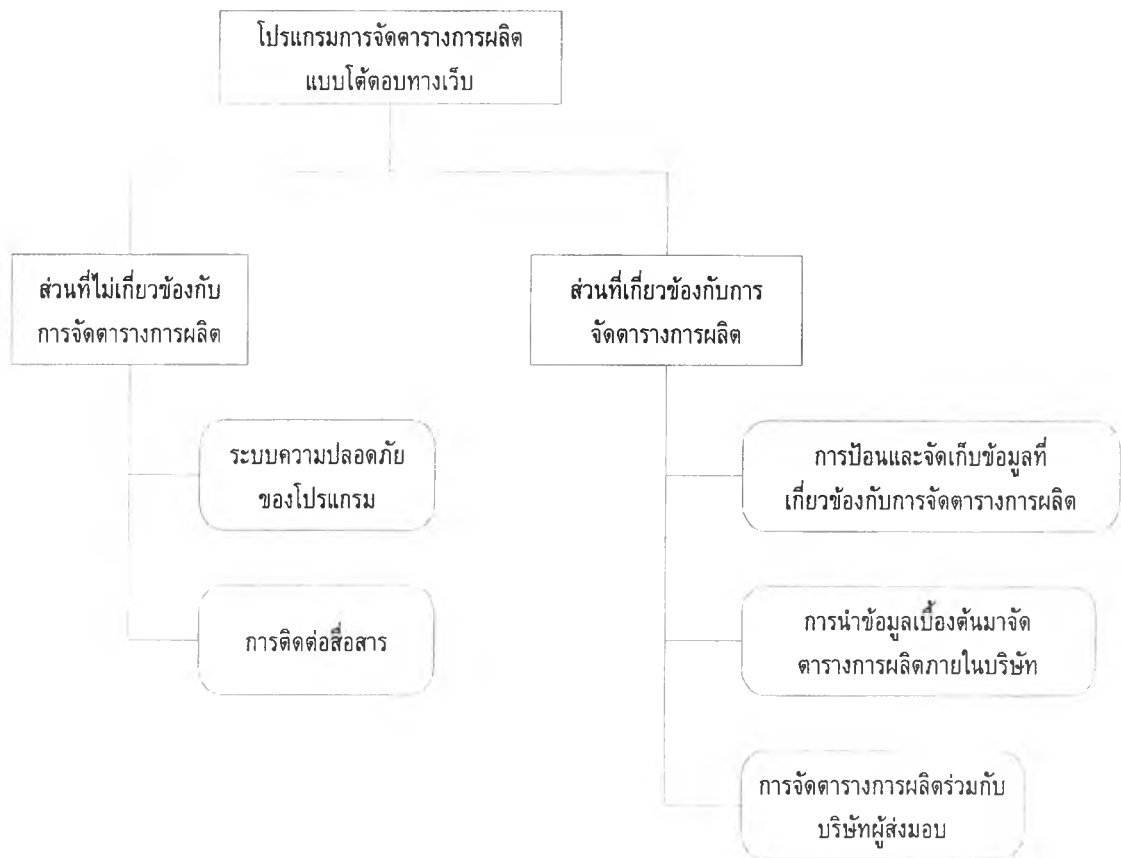 โปรแกรมการจัดตารางการผลิต
แบบโต้ตอบทางเว็บ
ส่วนที่ไม่เกี่ยวข้องกับ
การจัดตารางการผลิต
ระบบความปลอดภัย
ของโปรแกรม
การติดต่อสื่อสาร
ส่วนที่เกี่ยวข้องกับการ
จัดตารางการผลิต
การป้อนและจัดเก็บข้อมูลที่
เกี่ยวข้องกับการจัดตารางการผลิต
การนำข้อมูลเบื้องต้นมาจัด
ตารางการผลิตภายในบริษัท
การจัดตารางการผลิตร่วมกับ
บริษัทผู้ส่งมอบ